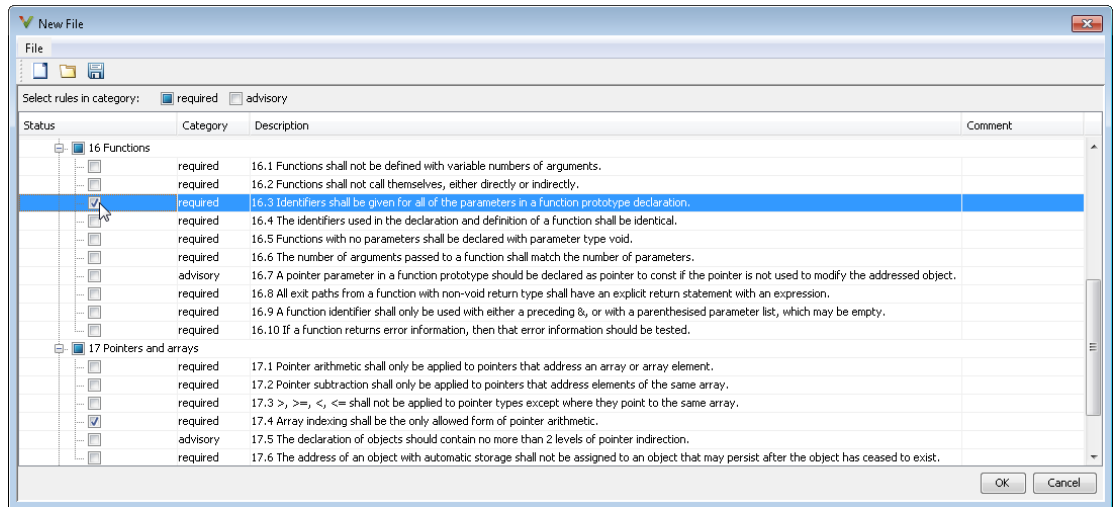 New File
File
Select rules in category: required advisory
Status Category Description Comment
16 Functions
required 16.1 Functions shall not be defined with variable numbers of arguments.
required 16.2 Functions shall not call themselves, either directly or indirectly.
required 16.3 Identifiers shall be given for all of the parameters in a function prototype declaration.
required 16.4 The identifiers used in the declaration and definition of a function shall be identical.
required 16.5 Functions with no parameters shall be declared with parameter type void.
required 16.6 The number of arguments passed to a function shall match the number of parameters.
advisory 16.7 A pointer parameter in a function prototype should be declared as pointer to const if the pointer is not used to modify the addressed object.
required 16.8 All exit paths from a function with non-void return type shall have an explicit return statement with an expression.
required 16.9 A function identifier shall only be used with either a preceding &, or with a parenthesised parameter list, which may be empty.
required 16.10 If a function returns error information, then that error information should be tested.
17 Pointers and arrays
required 17.1 Pointer arithmetic shall only be applied to pointers that address an array or array element.
required 17.2 Pointer subtraction shall only be applied to pointers that address elements of the same array.
required 17.3 >, >=, <, <= shall not be applied to pointer types except where they point to the same array.
required 17.4 Array indexing shall be the only allowed form of pointer arithmetic.
advisory 17.5 The declaration of objects should contain no more than 2 levels of pointer indirection.
required 17.6 The address of an object with automatic storage shall not be assigned to an object that may persist after the object has ceased to exist.
OK Cancel